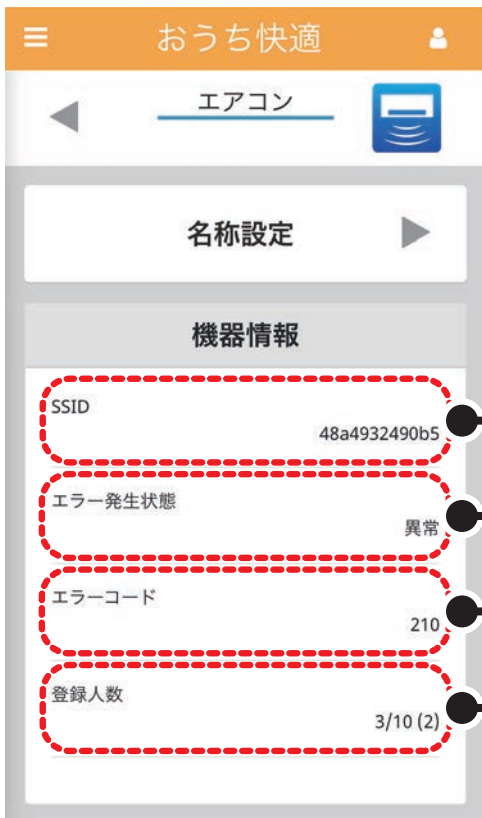 おうち快適
エアコン
名称設定
機器情報
SSID
48a4932490b5
エラー発生状態
異常
エラーコード
210
登録人数
3/10 (2)